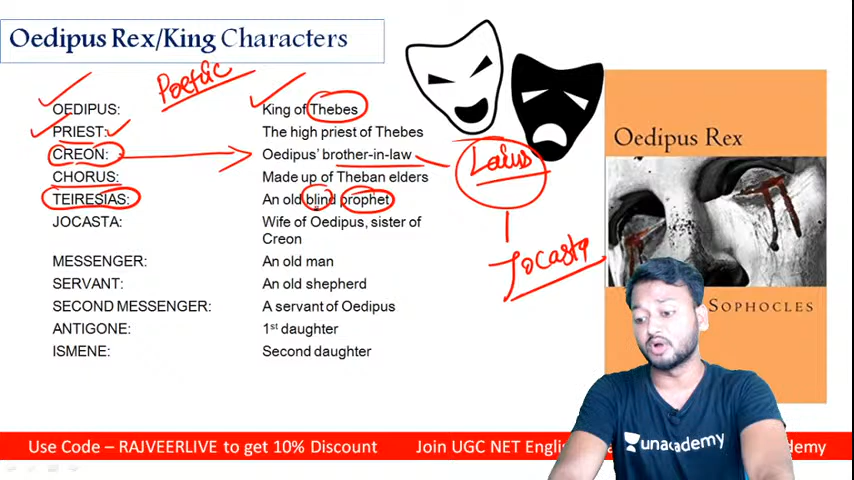 Oedipus Rex/King Characters
Poetic
OEDIPUS: King of Thebes
PRIEST: The high priest of Thebes
CREON: Oedipus' brother-in-law
Laius
CHORUS: Made up of Theban elders
TEIRESIAS: An old blind prophet
JOCASTA: Wife of Oedipus, sister of
Creon
Jocasta
MESSENGER: An old man
SERVANT: An old shepherd
SECOND MESSENGER: A servant of Oedipus
ANTIGONE: 1st daughter
ISMENE: Second daughter
Oedipus Rex
SOPHOCLES
unacademy
Use Code – RAJVEERLIVE to get 10% Discount Join UGC NET Engli
demy